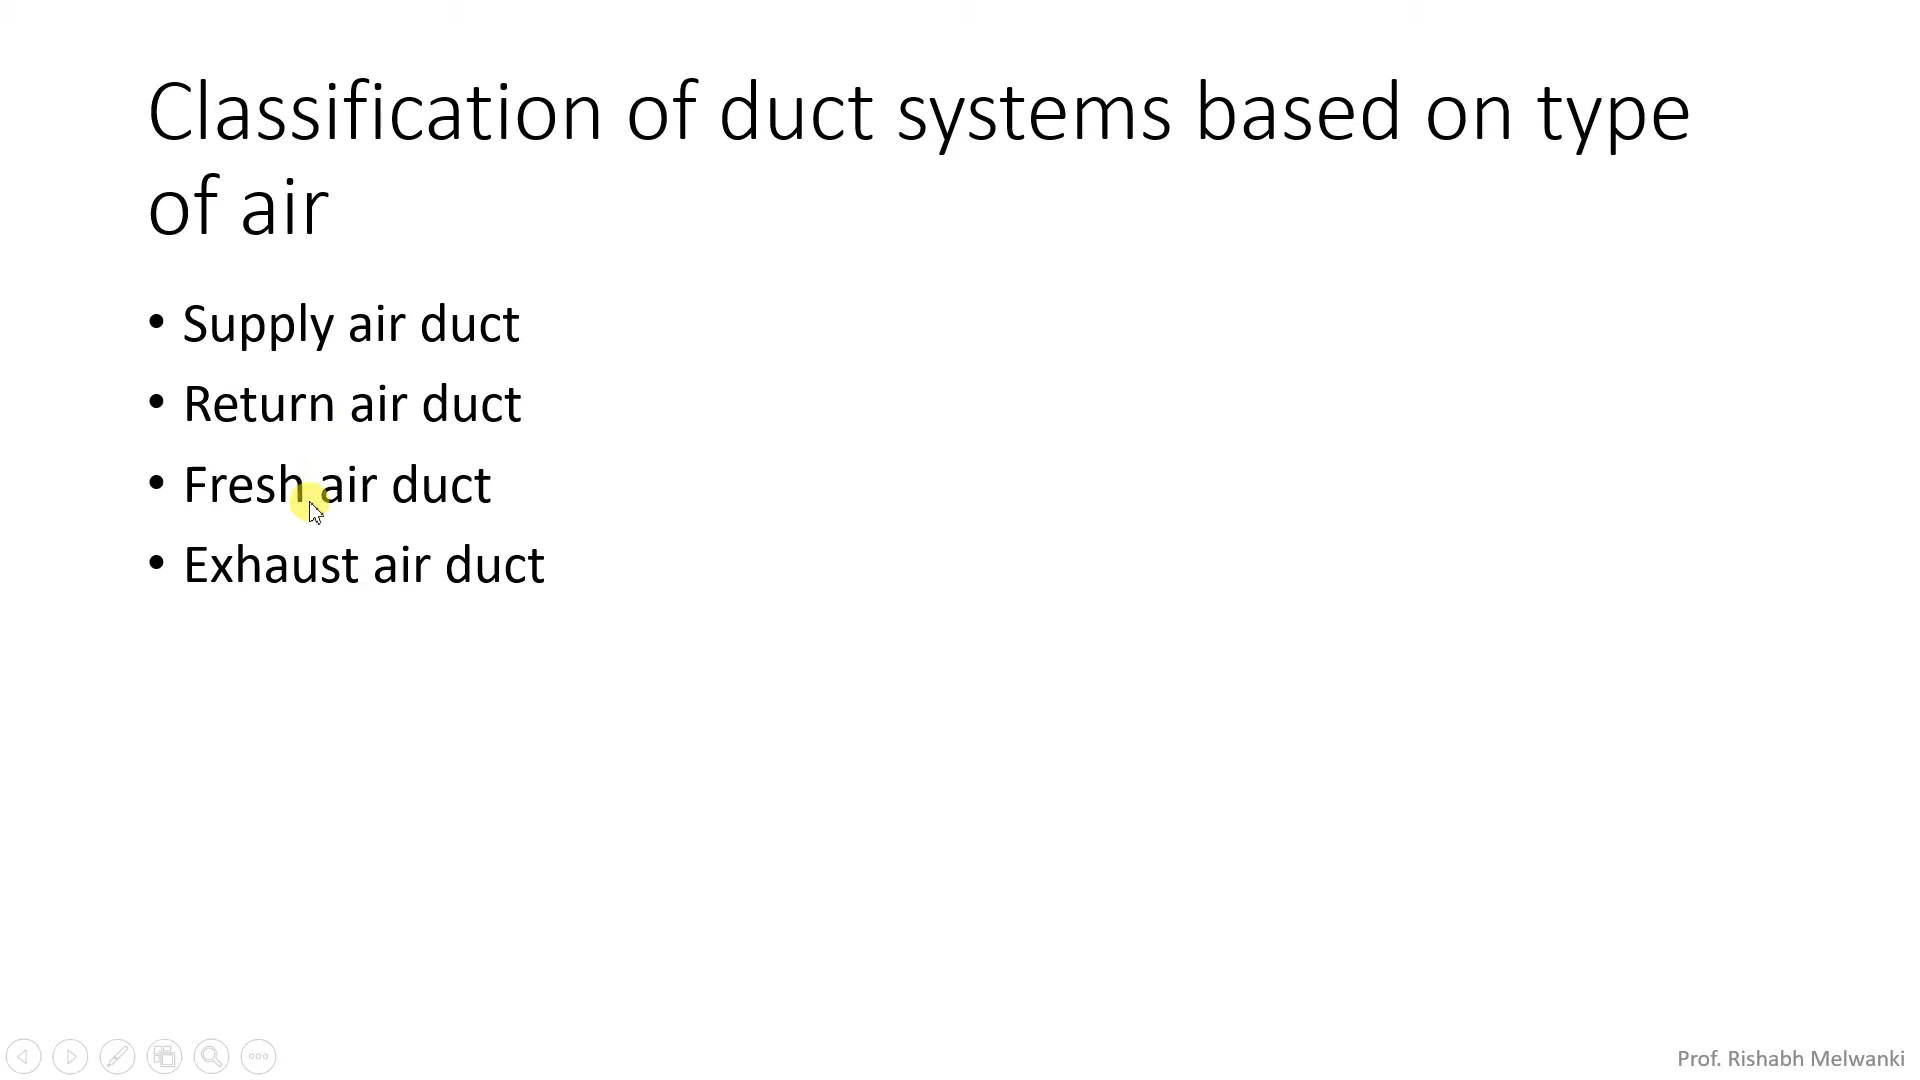 Classification of duct systems based on type
of air
• Supply air duct
• Return air duct
• Fresh air duct
• Exhaust air duct
Prof. Rishabh Melwanki